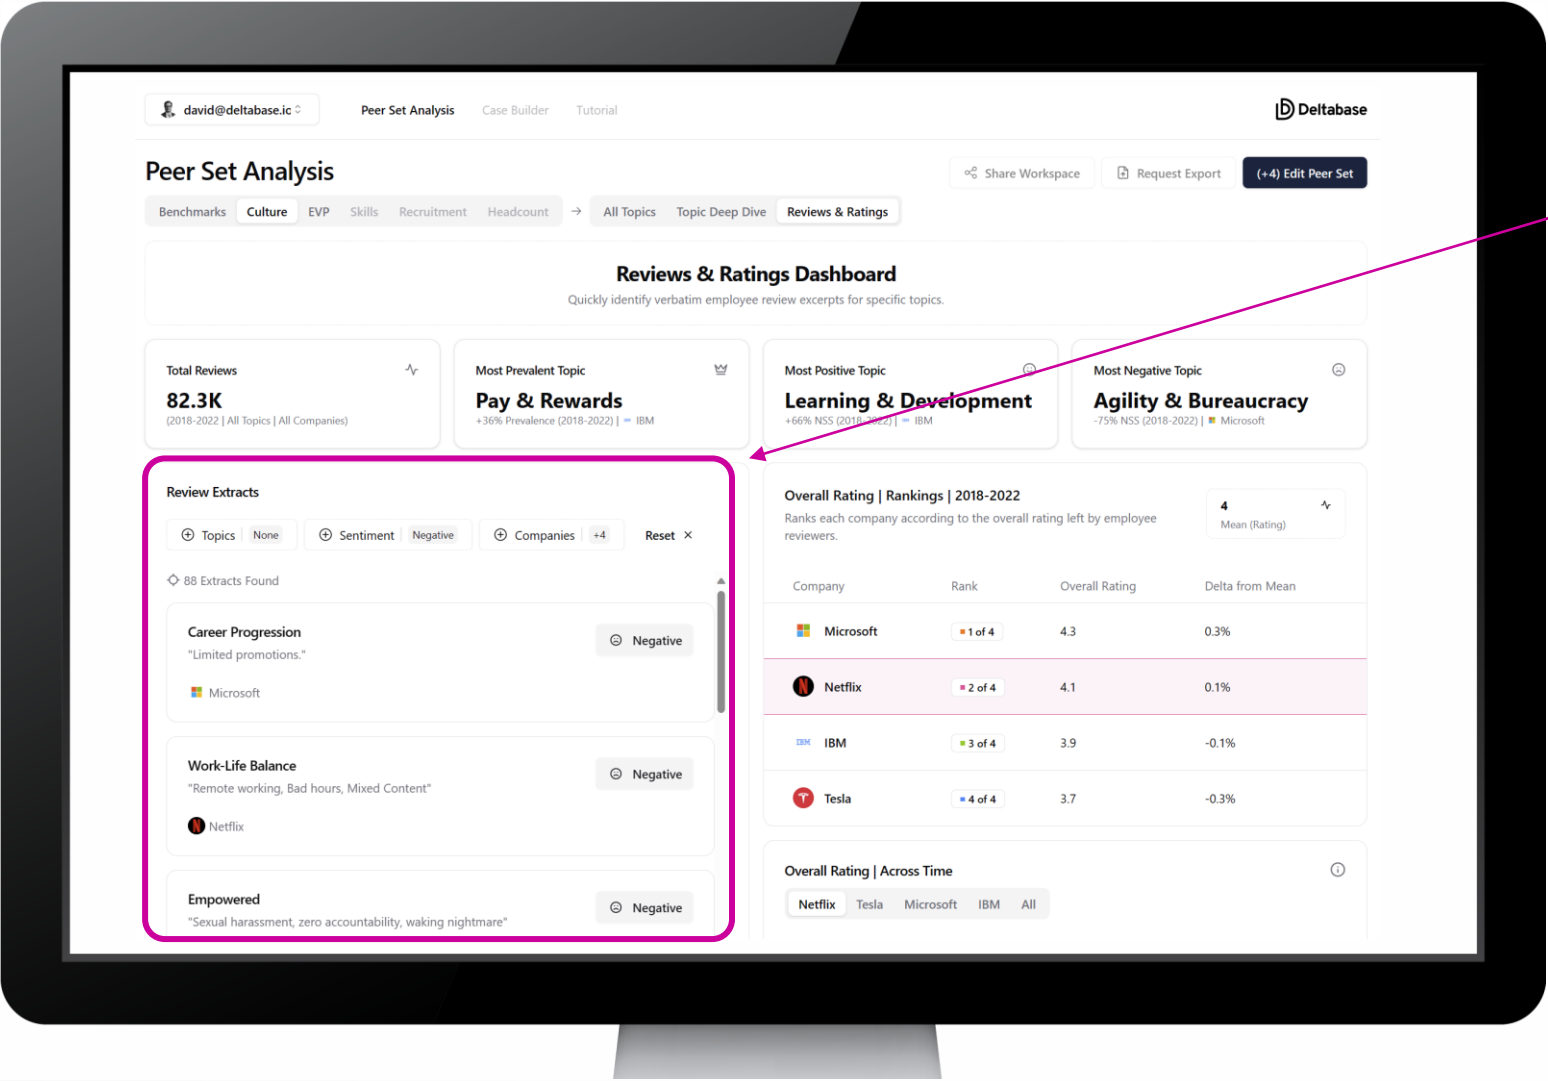 david@deltabase.io
Peer Set Analysis
Case Builder
Tutorial
Deltabase
Peer Set Analysis
Share Workspace
Request Export
(+4) Edit Peer Set
Benchmarks
Culture
EVP
Skills
Recruitment
Headcount
→
All Topics
Topic Deep Dive
Reviews & Ratings
Reviews & Ratings Dashboard
Quickly identify verbatim employee review excerpts for specific topics.
Total Reviews
82.3K
(2018-2022 | All Topics | All Companies)
Most Prevalent Topic
Pay & Rewards
+36% Prevalence (2018-2022) | IBM
Most Positive Topic
Learning & Development
+66% NSS (2018-2022) | IBM
Most Negative Topic
Agility & Bureaucracy
-75% NSS (2018-2022) | Microsoft
Review Extracts
Topics None
Sentiment Negative
Companies +4
Reset ×
88 Extracts Found
Career Progression
"Limited promotions."
Microsoft
Negative
Work-Life Balance
"Remote working, Bad hours, Mixed Content"
Netflix
Negative
Empowered
"Sexual harassment, zero accountability, waking nightmare"
Negative
Overall Rating | Rankings | 2018-2022
Ranks each company according to the overall rating left by employee
reviewers.
4
Mean (Rating)
Company Rank Overall Rating Delta from Mean
Microsoft 1 of 4 4.3 0.3%
Netflix 2 of 4 4.1 0.1%
IBM IBM 3 of 4 3.9 -0.1%
Tesla 4 of 4 3.7 -0.3%
Overall Rating | Across Time
Netflix
Tesla
Microsoft
IBM
All